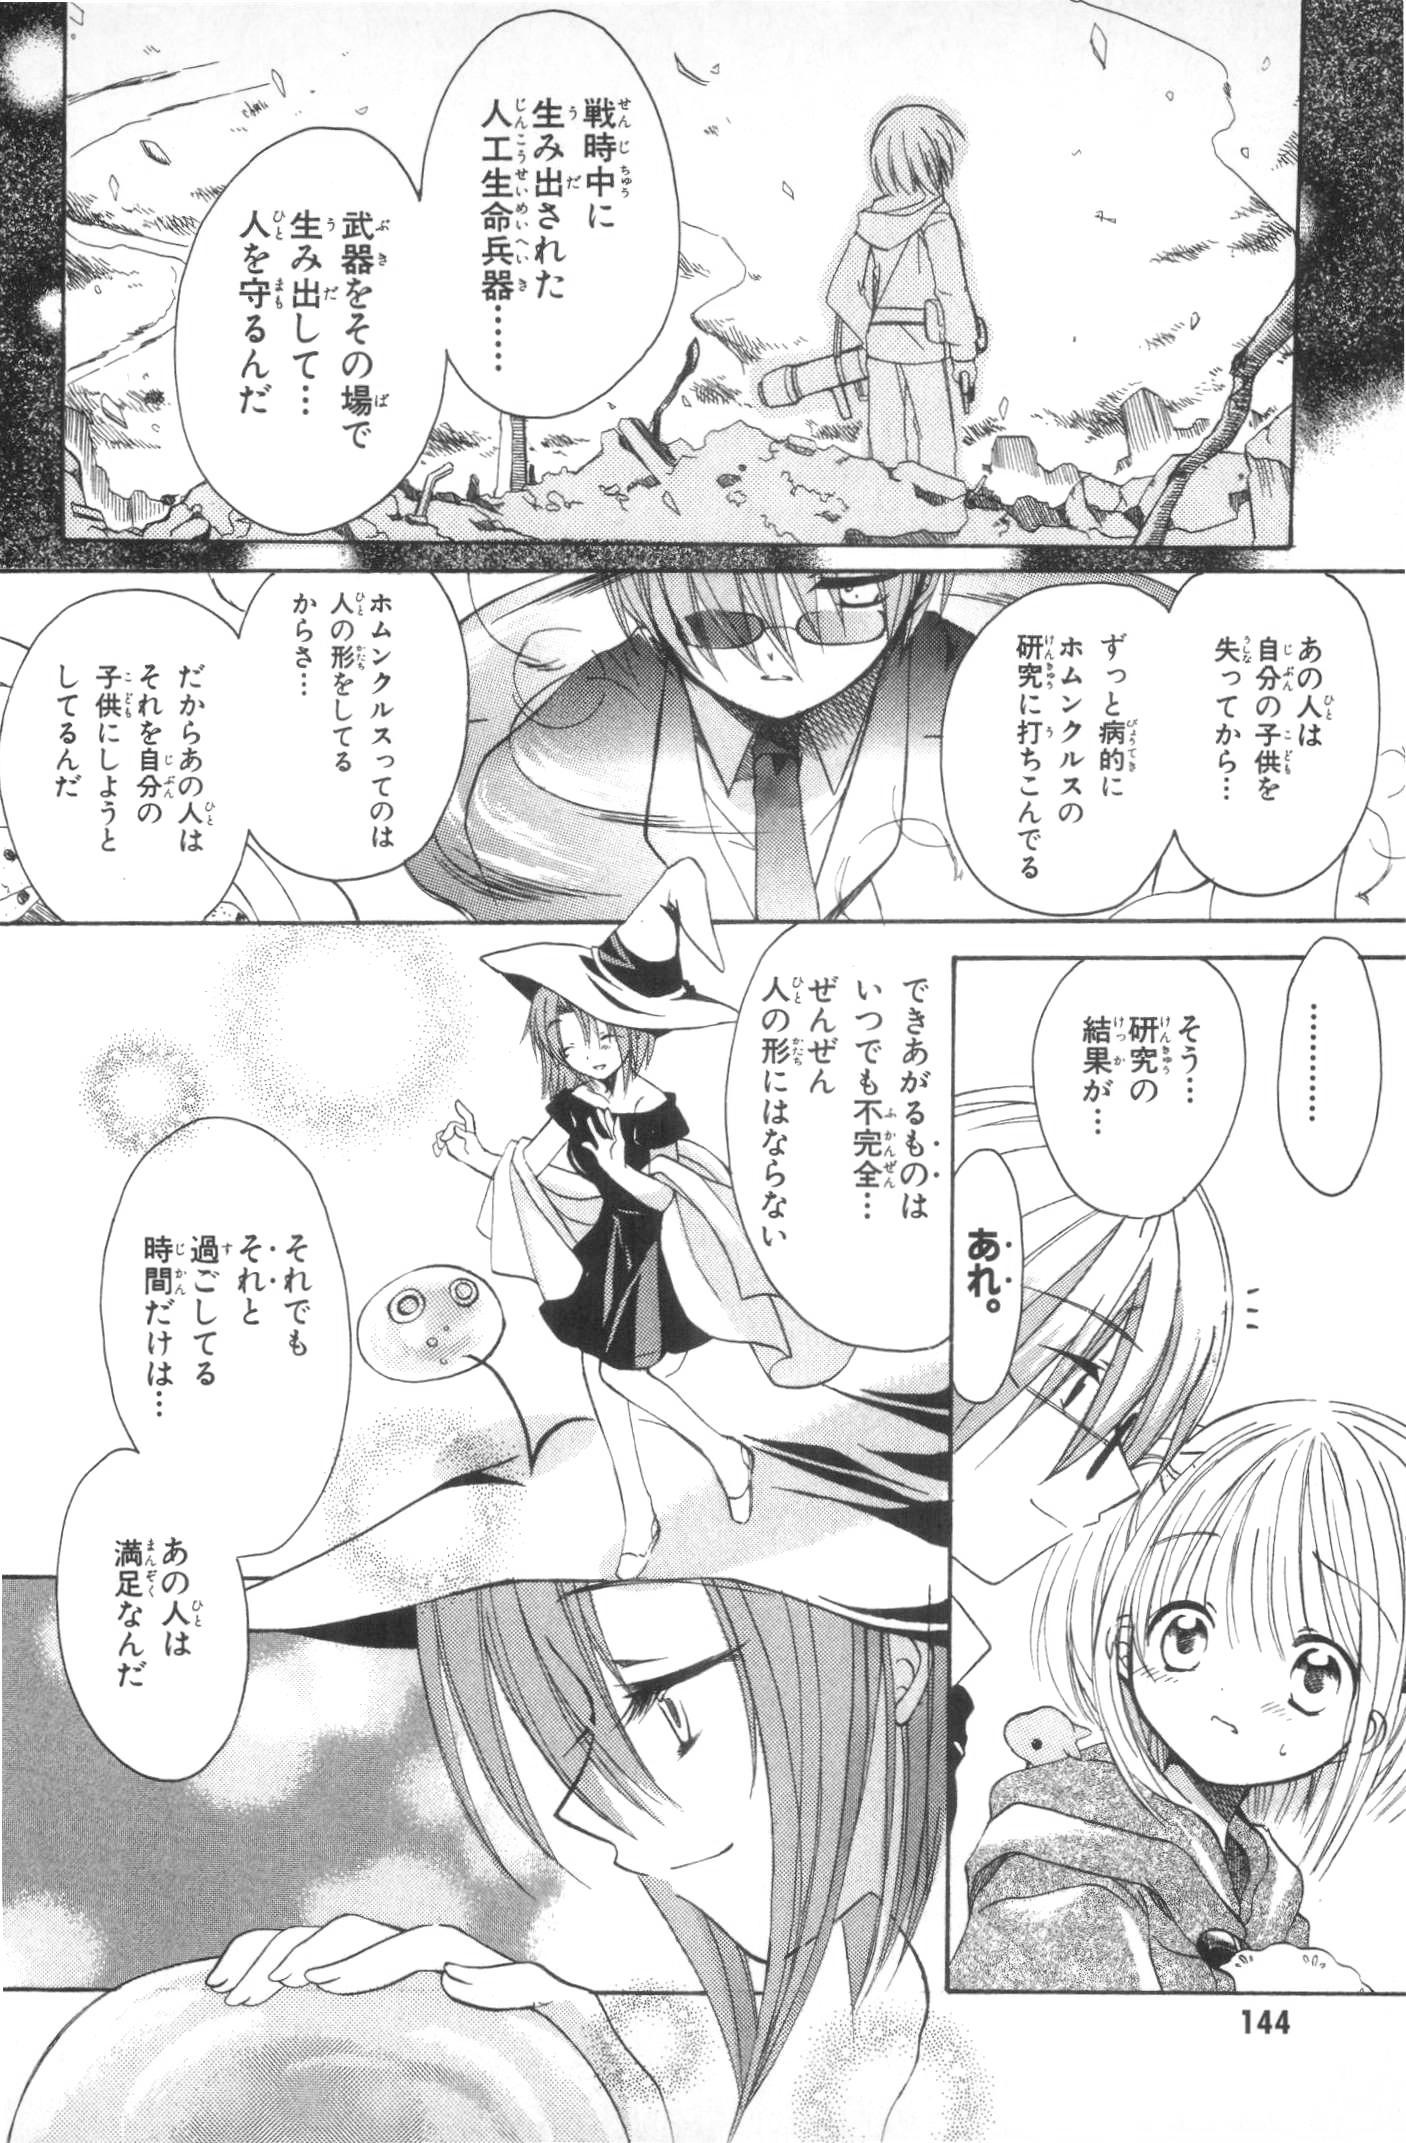 戦時中に
生み出された
人工生命兵器……
武器をその場で
生み出して…
人を守るんだ
あの人は
自分の子供を
失ってから…
ずっと病的に
ホムンクルスの
研究に打ちこんでる
ホムンクルスってのは
人の形をしてる
からさ…
だからあの人は
それを自分の
子供にしようと
してるんだ
…………
そう…
研究の
結果が…
あれ。
できあがるものは
いつでも不完全…
ぜんぜん
人の形にはならない
それでも
それと
過ごしてる
時間だけは…
あの人は
満足なんだ
144